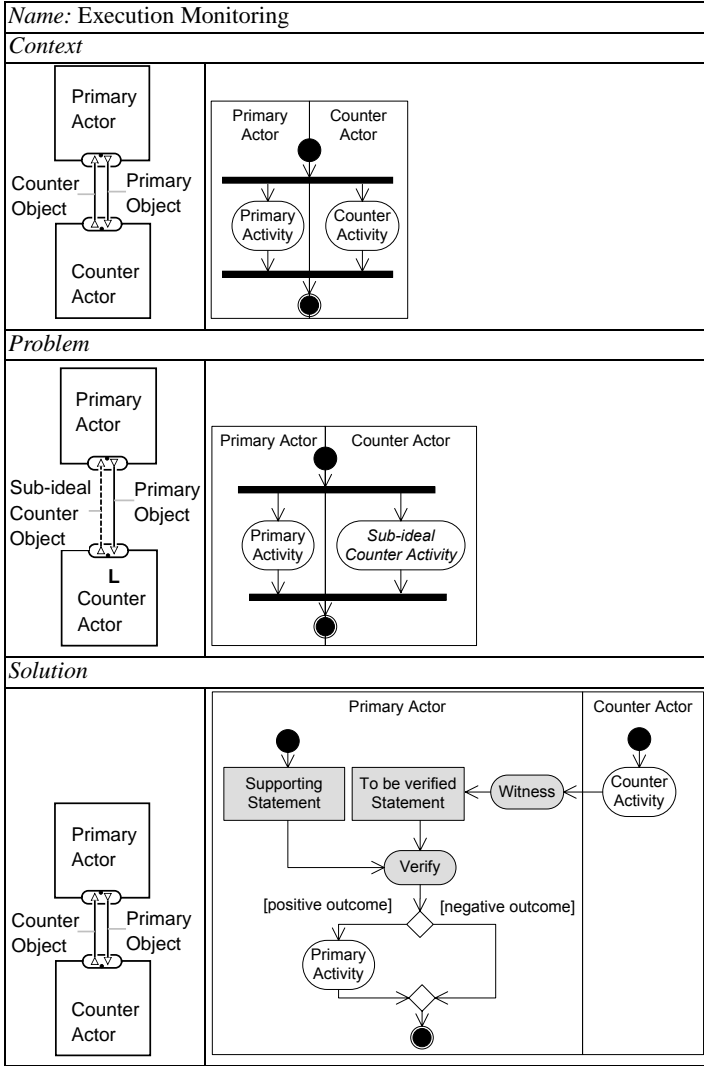 Name: Execution Monitoring
Context
Primary
Actor
Counter
Object
Primary
Object
Counter
Actor
Primary
Actor
Counter
Actor
Primary
Activity
Counter
Activity
Problem
Primary
Actor
Sub-ideal
Counter
Object
Primary
Object
L
Counter
Actor
Primary Actor
Counter Actor
Primary
Activity
Sub-ideal
Counter Activity
Solution
Primary
Actor
Counter
Object
Primary
Object
Counter
Actor
Primary Actor
Counter Actor
Supporting
Statement
To be verified
Statement
Witness
Counter
Activity
Verify
[positive outcome]
[negative outcome]
Primary
Activity